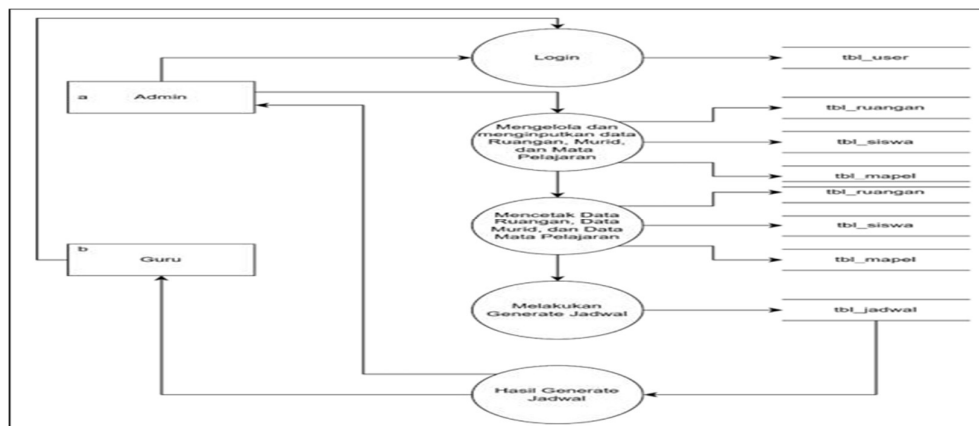 Login
tbl_user
a
Admin
tbl_ruangan
Mengelola dan
menginputkan data
Ruangan, Murid,
dan Mata
Pelajaran
tbl_siswa
tbl_mapel
tbl_ruangan
Mencetak Data
Ruangan, Data
Murid, dan Data
Mata Pelajaran
tbl_siswa
b
Guru
tbl_mapel
Melakukan
Generate Jadwal
tbl_jadwal
Hasil Generate
Jadwal